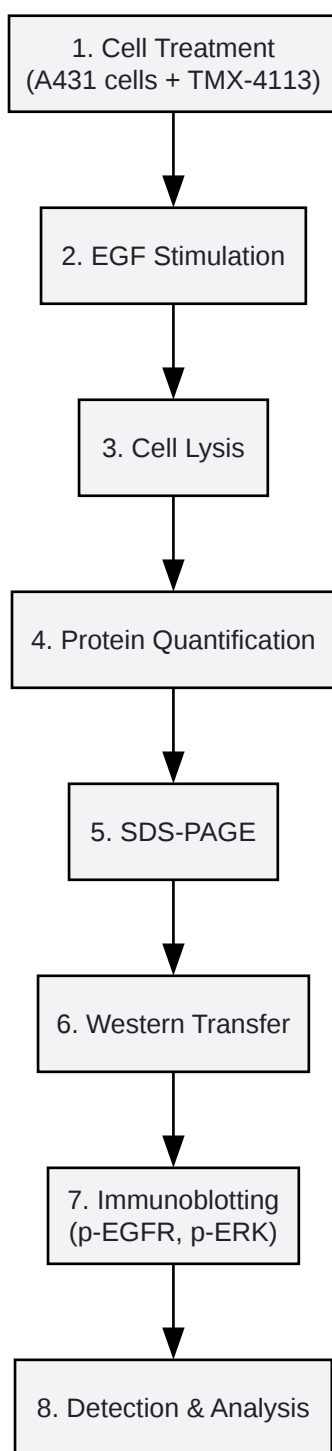 1. Cell Treatment
(A431 cells + TMX-4113)
2. EGF Stimulation
3. Cell Lysis
4. Protein Quantification
5. SDS-PAGE
6. Western Transfer
7. Immunoblotting
(p-EGFR, p-ERK)
8. Detection & Analysis